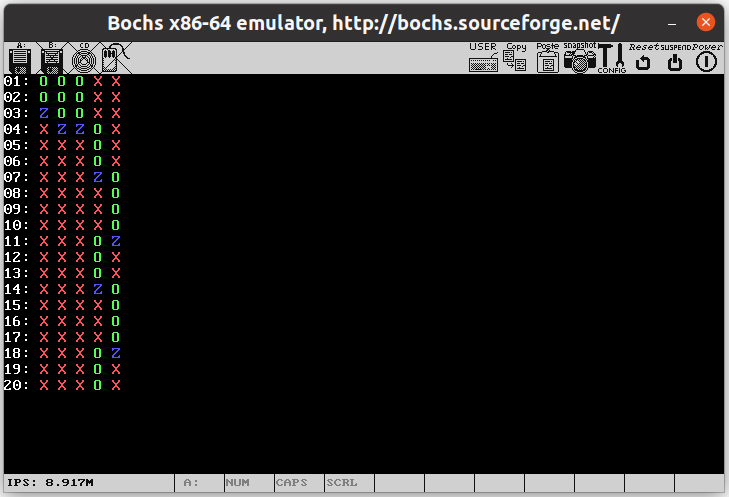 Bochs x86-64 emulator, http://bochs.sourceforge.net/
A: B: CD USER Copy Paste snapshot CONFIG Reset SUSPEND Power
01: O O O X X
02: O O O X X
03: Z O O X X
04: X Z Z O X
05: X X X O X
06: X X X O X
07: X X X Z O
08: X X X X O
09: X X X X O
10: X X X X O
11: X X X O Z
12: X X X O X
13: X X X O X
14: X X X Z O
15: X X X X O
16: X X X X O
17: X X X X O
18: X X X O Z
19: X X X O X
20: X X X O X
IPS: 8.917M A: NUM CAPS SCRL